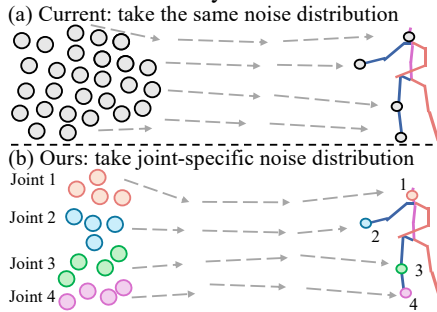 (a) Current: take the same noise distribution
(b) Ours: take joint-specific noise distribution
Joint 1
1
Joint 2
2
Joint 3
3
Joint 4
4